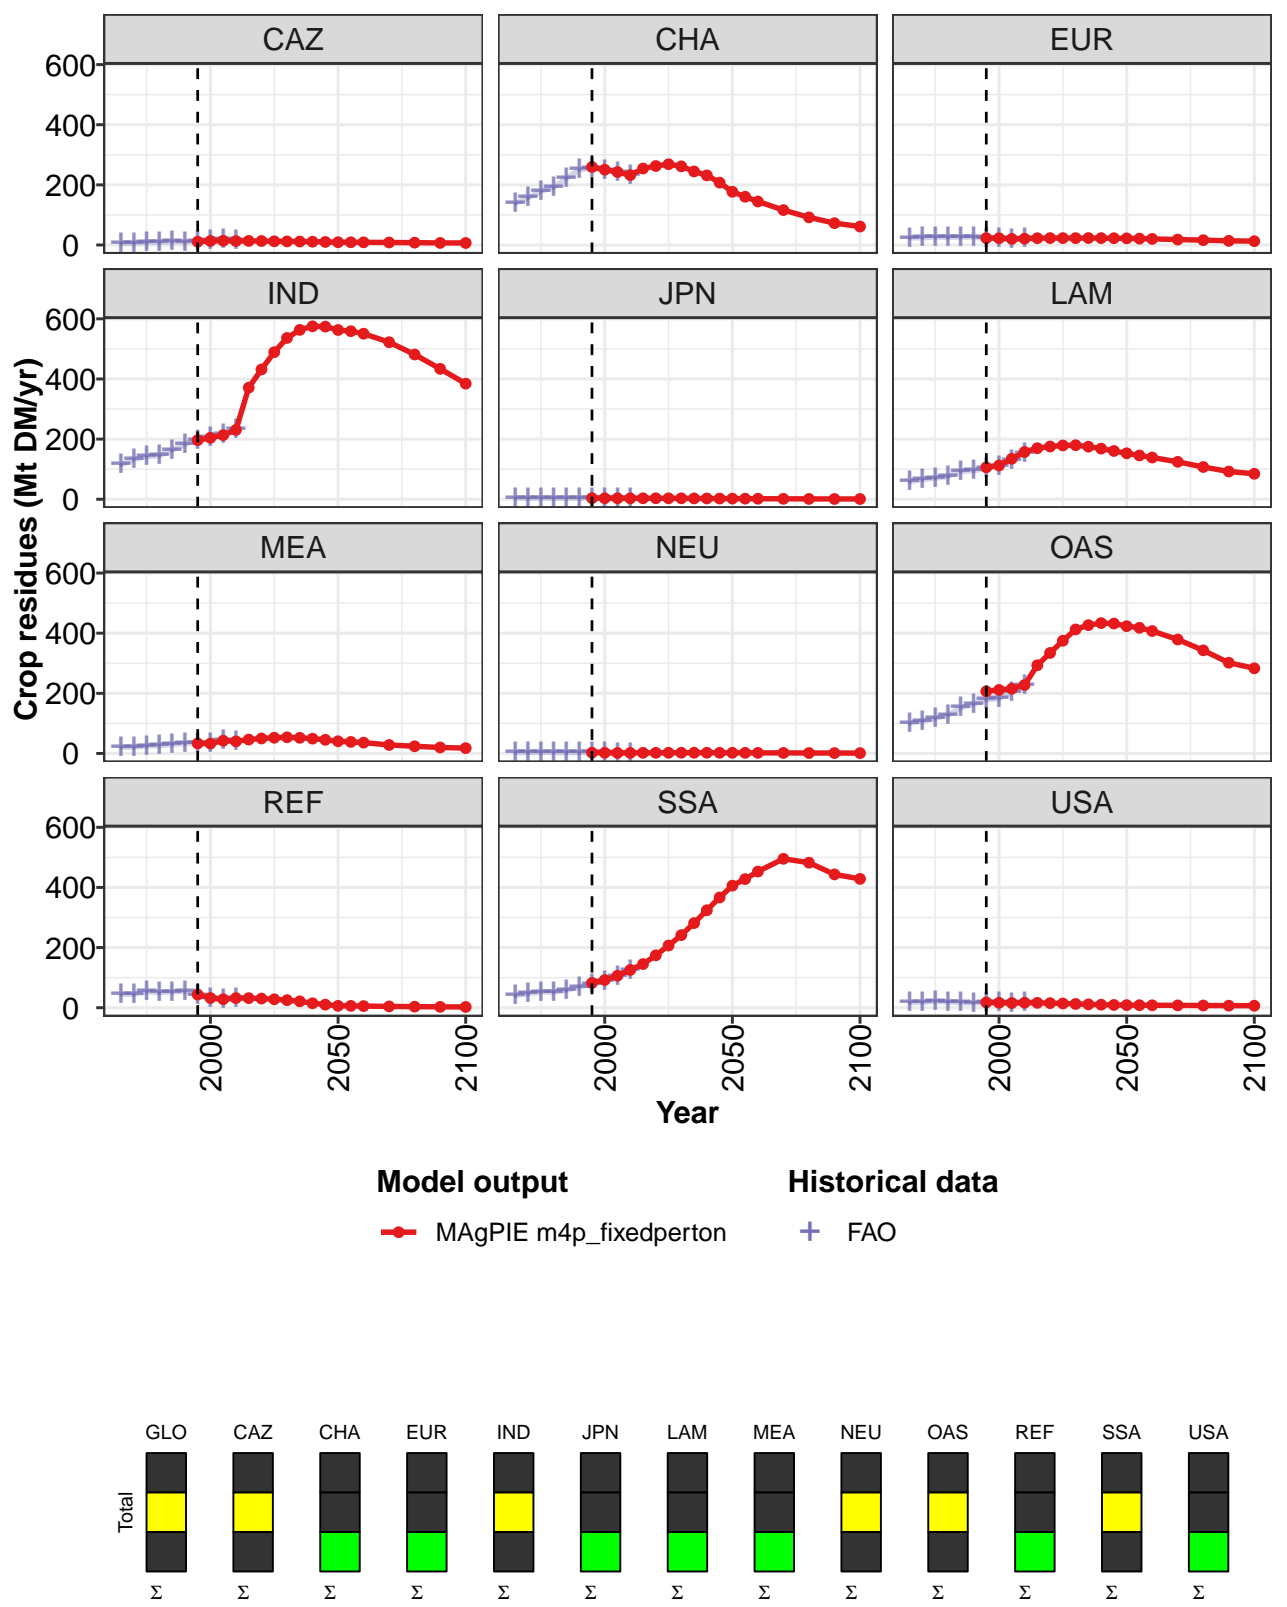 CAZ CHA EUR
600
400
200
0
IND JPN LAM
600
400
200
0
MEA NEU OAS
600
400
200
0
REF SSA USA
600
400
200
0
Crop residues (Mt DM/yr)
2000 2050 2100 2000 2050 2100 2000 2050 2100
Year
Model output Historical data
MAgPIE m4p_fixedperton FAO
GLO CAZ CHA EUR IND JPN LAM MEA NEU OAS REF SSA USA
Total
Σ Σ Σ Σ Σ Σ Σ Σ Σ Σ Σ Σ Σ